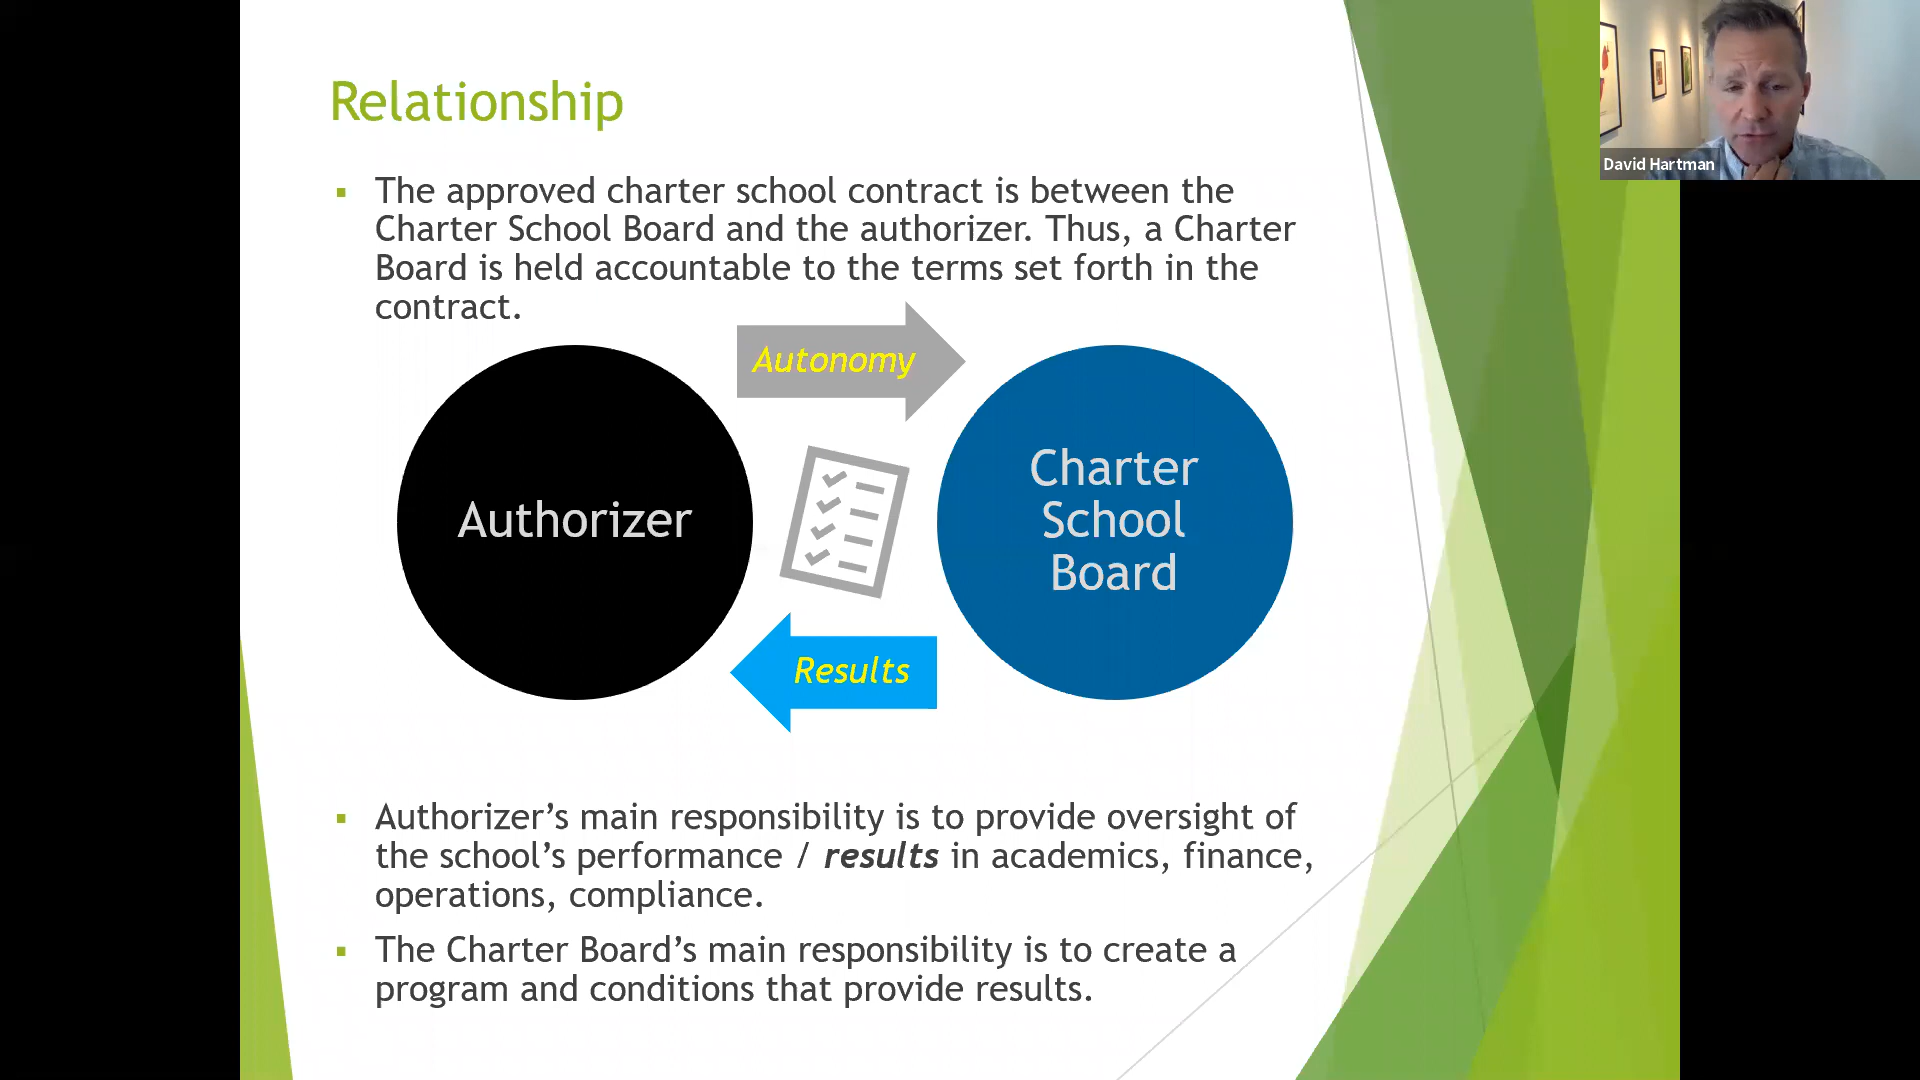 Relationship
▪ The approved charter school contract is between the
Charter School Board and the authorizer. Thus, a Charter
Board is held accountable to the terms set forth in the
contract.
Autonomy
Authorizer
Charter
School
Board
Results
▪ Authorizer’s main responsibility is to provide oversight of
the school’s performance / results in academics, finance,
operations, compliance.
▪ The Charter Board’s main responsibility is to create a
program and conditions that provide results.
David Hartman